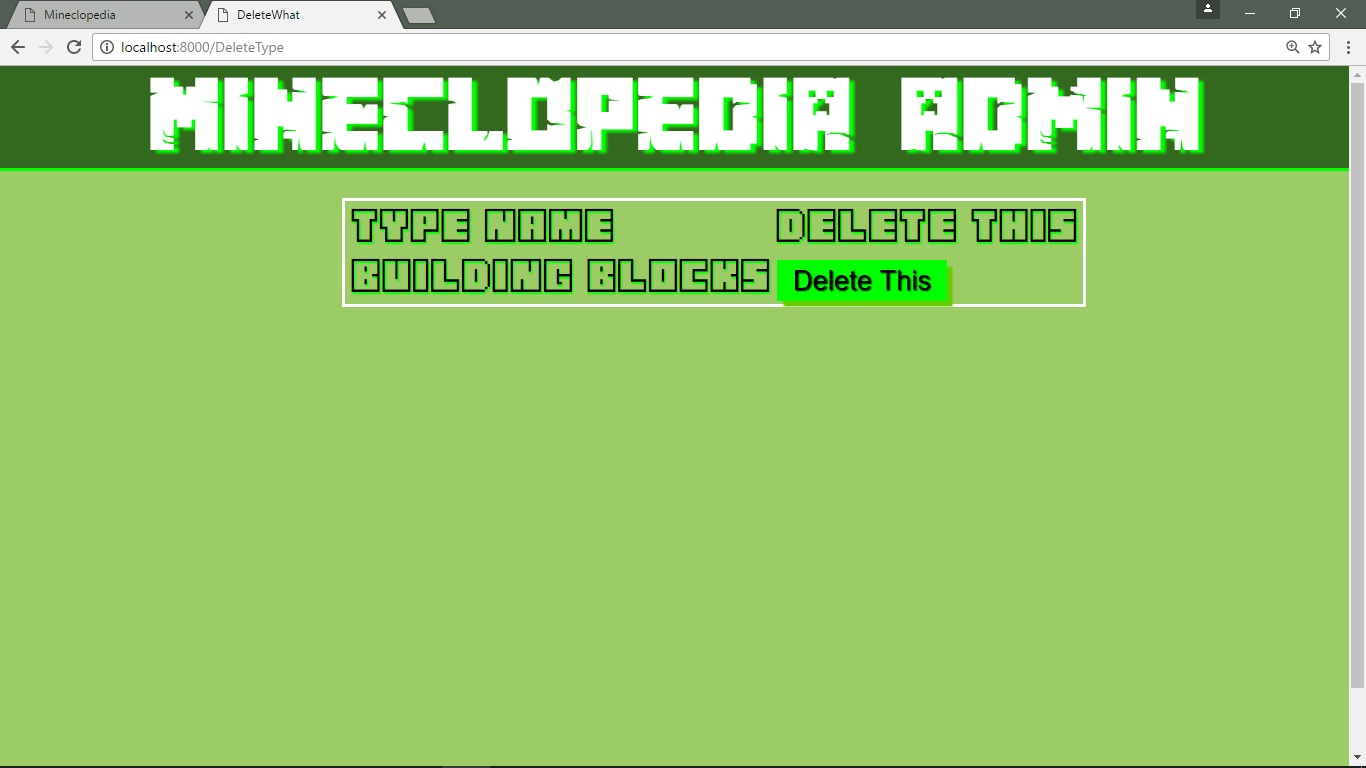 Mineclopedia
DeleteWhat
localhost:8000/DeleteType
MINECLOPEDIA ADMIN
TYPE NAME DELETE THIS
BUILDING BLOCKS Delete This